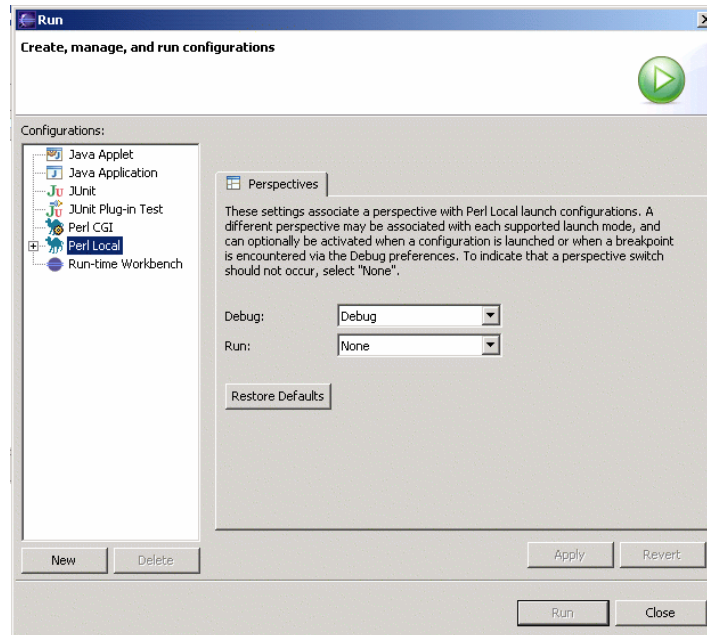 Run
Create, manage, and run configurations
Configurations:
Java Applet
Java Application
JUnit
JUnit Plug-in Test
Perl CGI
Perl Local
Run-time Workbench
Perspectives
These settings associate a perspective with Perl Local launch configurations. A
different perspective may be associated with each supported launch mode, and
can optionally be activated when a configuration is launched or when a breakpoint
is encountered via the Debug preferences. To indicate that a perspective switch
should not occur, select "None".
Debug: Debug
Run: None
Restore Defaults
New Delete
Apply Revert
Run Close